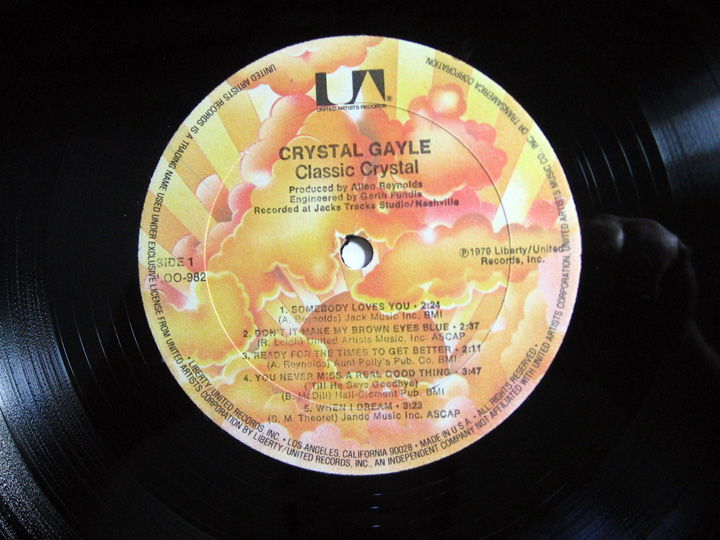 UA®
UNITED ARTISTS RECORDS
CRYSTAL GAYLE
Classic Crystal
Produced by Allen Reynolds
Engineered by Garth Fundis
Recorded at Jacks Tracks Studio/Nashville
SIDE 1
LOO-982
℗1979 Liberty/United
Records, Inc.
1. SOMEBODY LOVES YOU • 2:24
(A. Reynolds) Jack Music Inc. BMI
2. DON'T IT MAKE MY BROWN EYES BLUE • 2:37
(R. Leigh) United Artists Music, Inc. ASCAP
3. READY FOR THE TIMES TO GET BETTER • 2:11
(A. Reynolds) Aunt Polly's Pub. Co. BMI
4. YOU NEVER MISS A REAL GOOD THING • 3:47
(Till He Says Goodbye)
(B. McDill) Hall-Clement Pub. BMI
5. WHEN I DREAM • 3:23
(S. M. Theoret) Jando Music Inc. ASCAP
UNITED ARTISTS RECORDS IS A TRADING NAME USED UNDER EXCLUSIVE LICENSE FROM UNITED ARTISTS CORPORATION BY LIBERTY/UNITED RECORDS, INC., AN INDEPENDENT COMPANY NOT AFFILIATED WITH UNITED ARTISTS CORPORATION, UNITED ARTISTS MUSIC CO. INC. OR TRANSAMERICA CORPORATION.
• LIBERTY/UNITED RECORDS, INC. • LOS ANGELES, CALIFORNIA 90028 • MADE IN U.S.A. • ALL RIGHTS RESERVED •